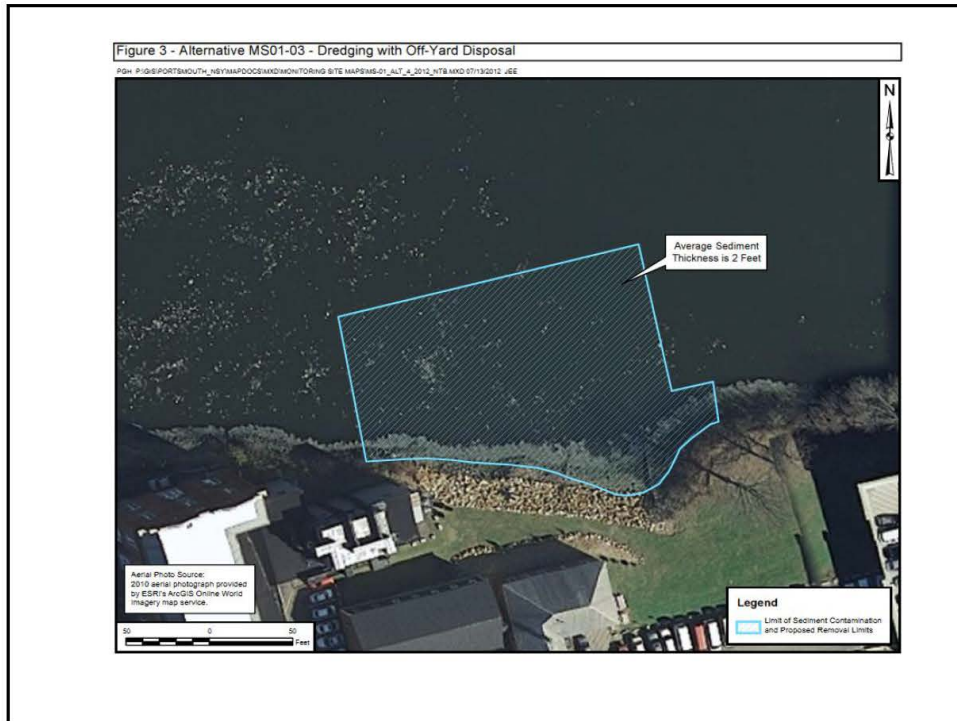 Figure 3 - Alternative MS01-03 - Dredging with Off-Yard Disposal
PGH P:\GIS\PORTSMOUTH_NSY\MAPDOCS\MXD\MONITORING SITE MAPS\MS-01_ALT_4_2012_NTB.MXD 07/13/2012 JEE
N
Average Sediment
Thickness is 2 Feet
Aerial Photo Source:
2010 aerial photograph provided
by ESRI's ArcGIS Online World
Imagery map service.
50 0 50
Feet
Legend
Limit of Sediment Contamination
and Proposed Removal Limits